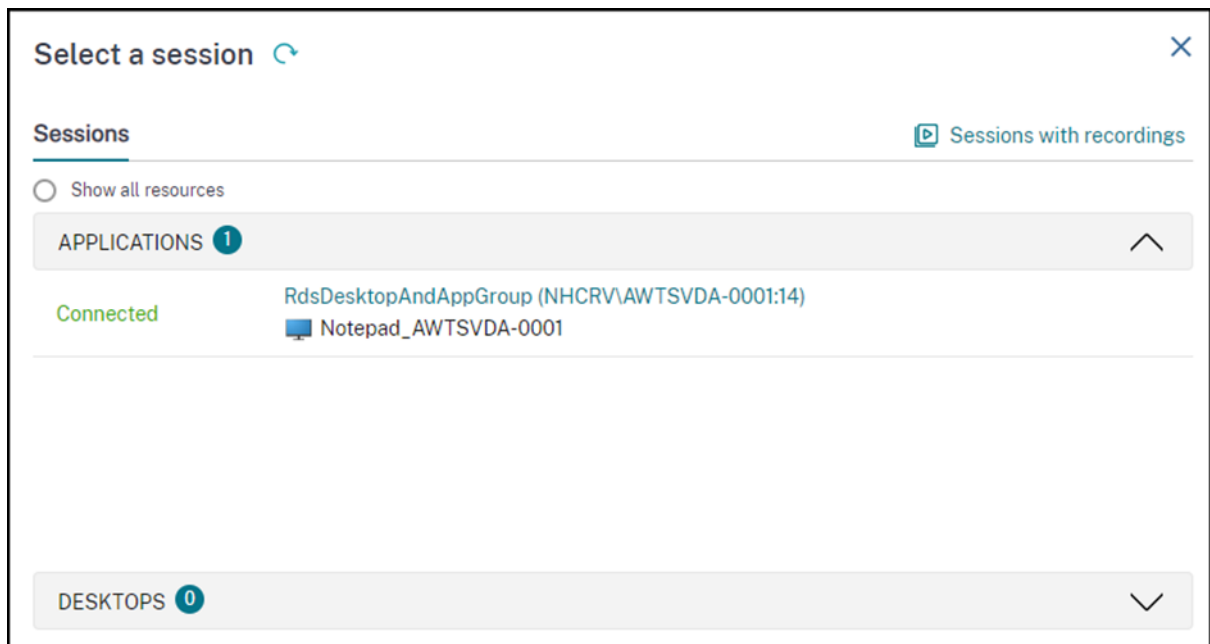 Select a session
Sessions
Sessions with recordings
Show all resources
APPLICATIONS 1
Connected
RdsDesktopAndAppGroup (NHCRV\AWTSVDA-0001:14)
Notepad_AWTSVDA-0001
DESKTOPS 0